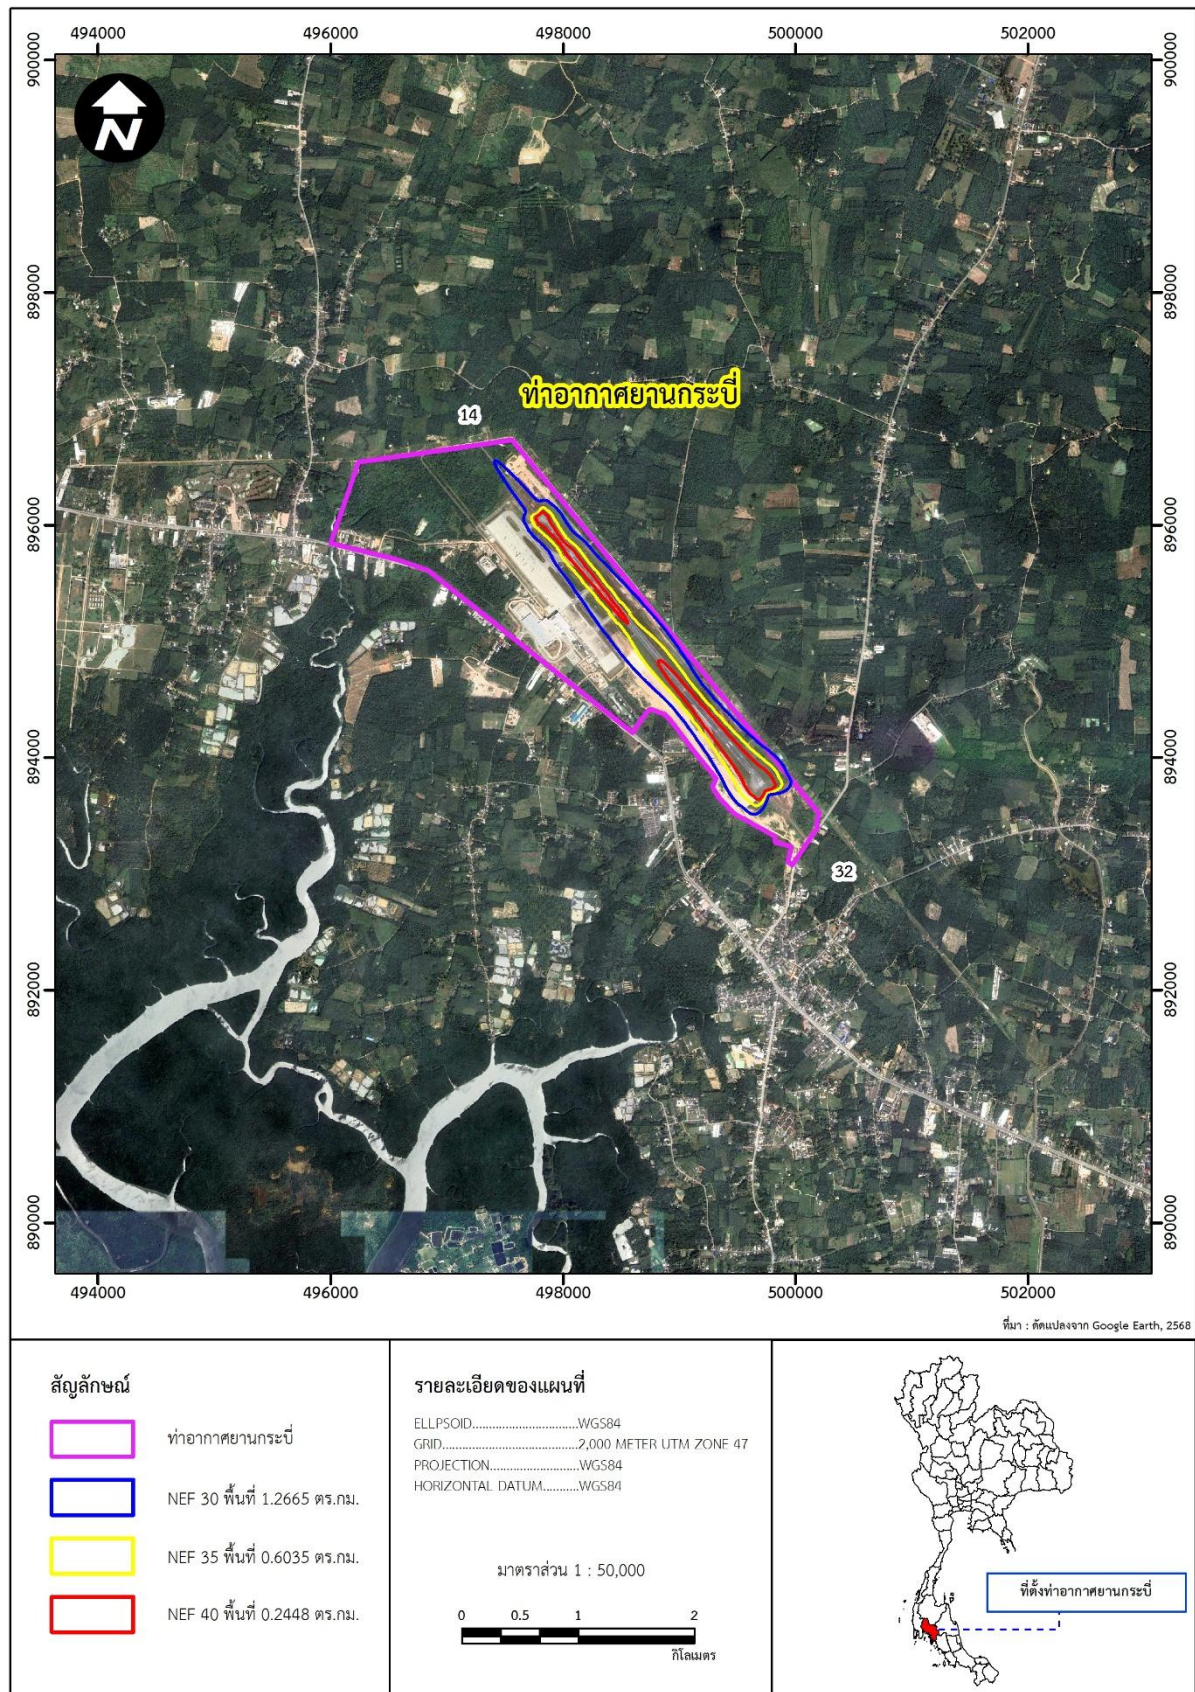 494000 496000 498000 500000 502000
900000 900000
N
898000 898000
ท่าอากาศยานกระบี่
14
896000 896000
894000 894000
32
892000 892000
890000 890000
494000 496000 498000 500000 502000
ที่มา : ดัดแปลงจาก Google Earth, 2568
สัญลักษณ์
ท่าอากาศยานกระบี่
NEF 30 พื้นที่ 1.2665 ตร.กม.
NEF 35 พื้นที่ 0.6035 ตร.กม.
NEF 40 พื้นที่ 0.2448 ตร.กม.
รายละเอียดของแผนที่
ELLPSOID..............................WGS84
GRID.........................................2,000 METER UTM ZONE 47
PROJECTION...........................WGS84
HORIZONTAL DATUM...........WGS84
มาตราส่วน 1 : 50,000
0 0.5 1 2
กิโลเมตร
ที่ตั้งท่าอากาศยานกระบี่